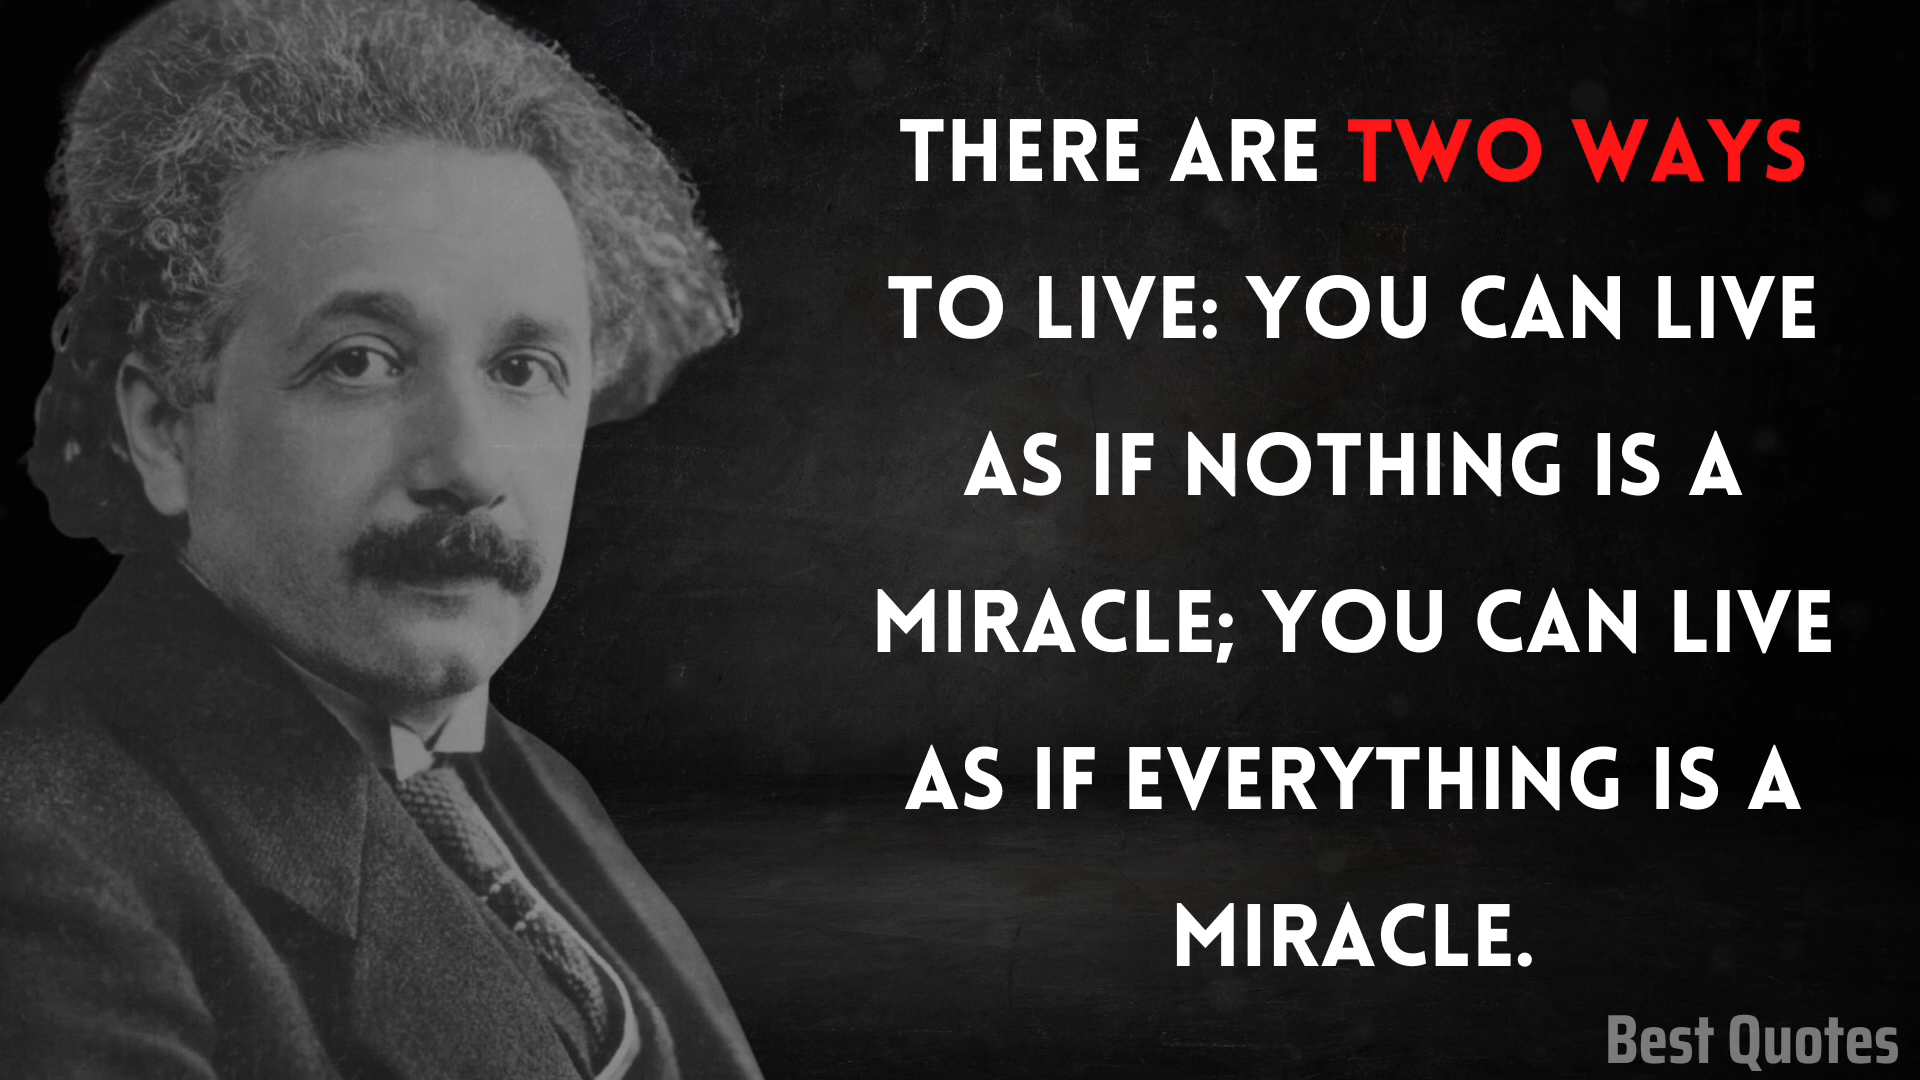 THERE ARE TWO WAYS
TO LIVE: YOU CAN LIVE
AS IF NOTHING IS A
MIRACLE; YOU CAN LIVE
AS IF EVERYTHING IS A
MIRACLE.
Best Quotes